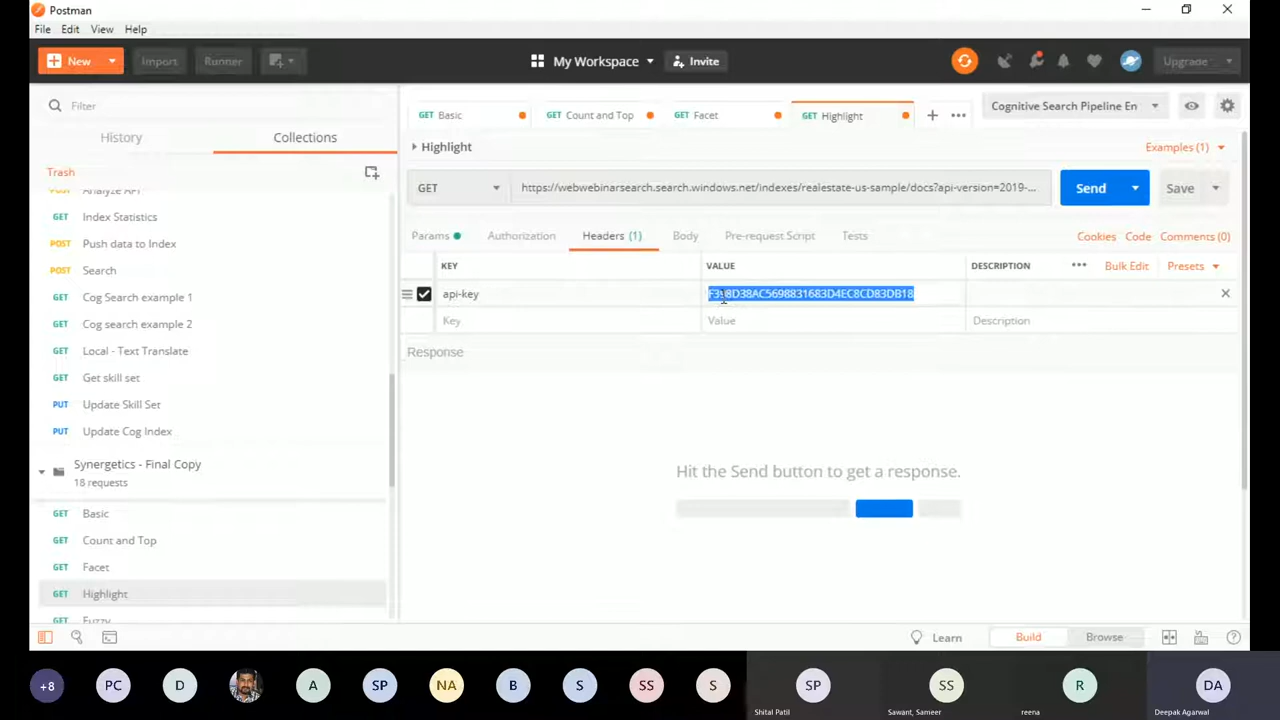 Postman
File Edit View Help
New Import Runner My Workspace Invite Upgrade
Filter
History Collections
Trash
Analyze API
GET Index Statistics
POST Push data to Index
POST Search
GET Cog Search example 1
GET Cog search example 2
GET Local - Text Translate
GET Get skill set
PUT Update Skill Set
PUT Update Cog Index
Synergetics - Final Copy
18 requests
GET Basic
GET Count and Top
GET Facet
GET Highlight
GET Fuzzy
GET Basic GET Count and Top GET Facet GET Highlight Cognitive Search Pipeline En
Highlight Examples (1)
GET https://webwebinarsearch.search.windows.net/indexes/realestate-us-sample/docs?api-version=2019-... Send Save
Params Authorization Headers (1) Body Pre-request Script Tests Cookies Code Comments (0)
KEY VALUE DESCRIPTION Bulk Edit Presets
api-key
Key Value Description
Response
Hit the Send button to get a response.
Learn Build Browse
+8 PC D A SP NA B S SS S SP SS R DA
Shital Patil Sawant, Sameer reena Deepak Agarwal